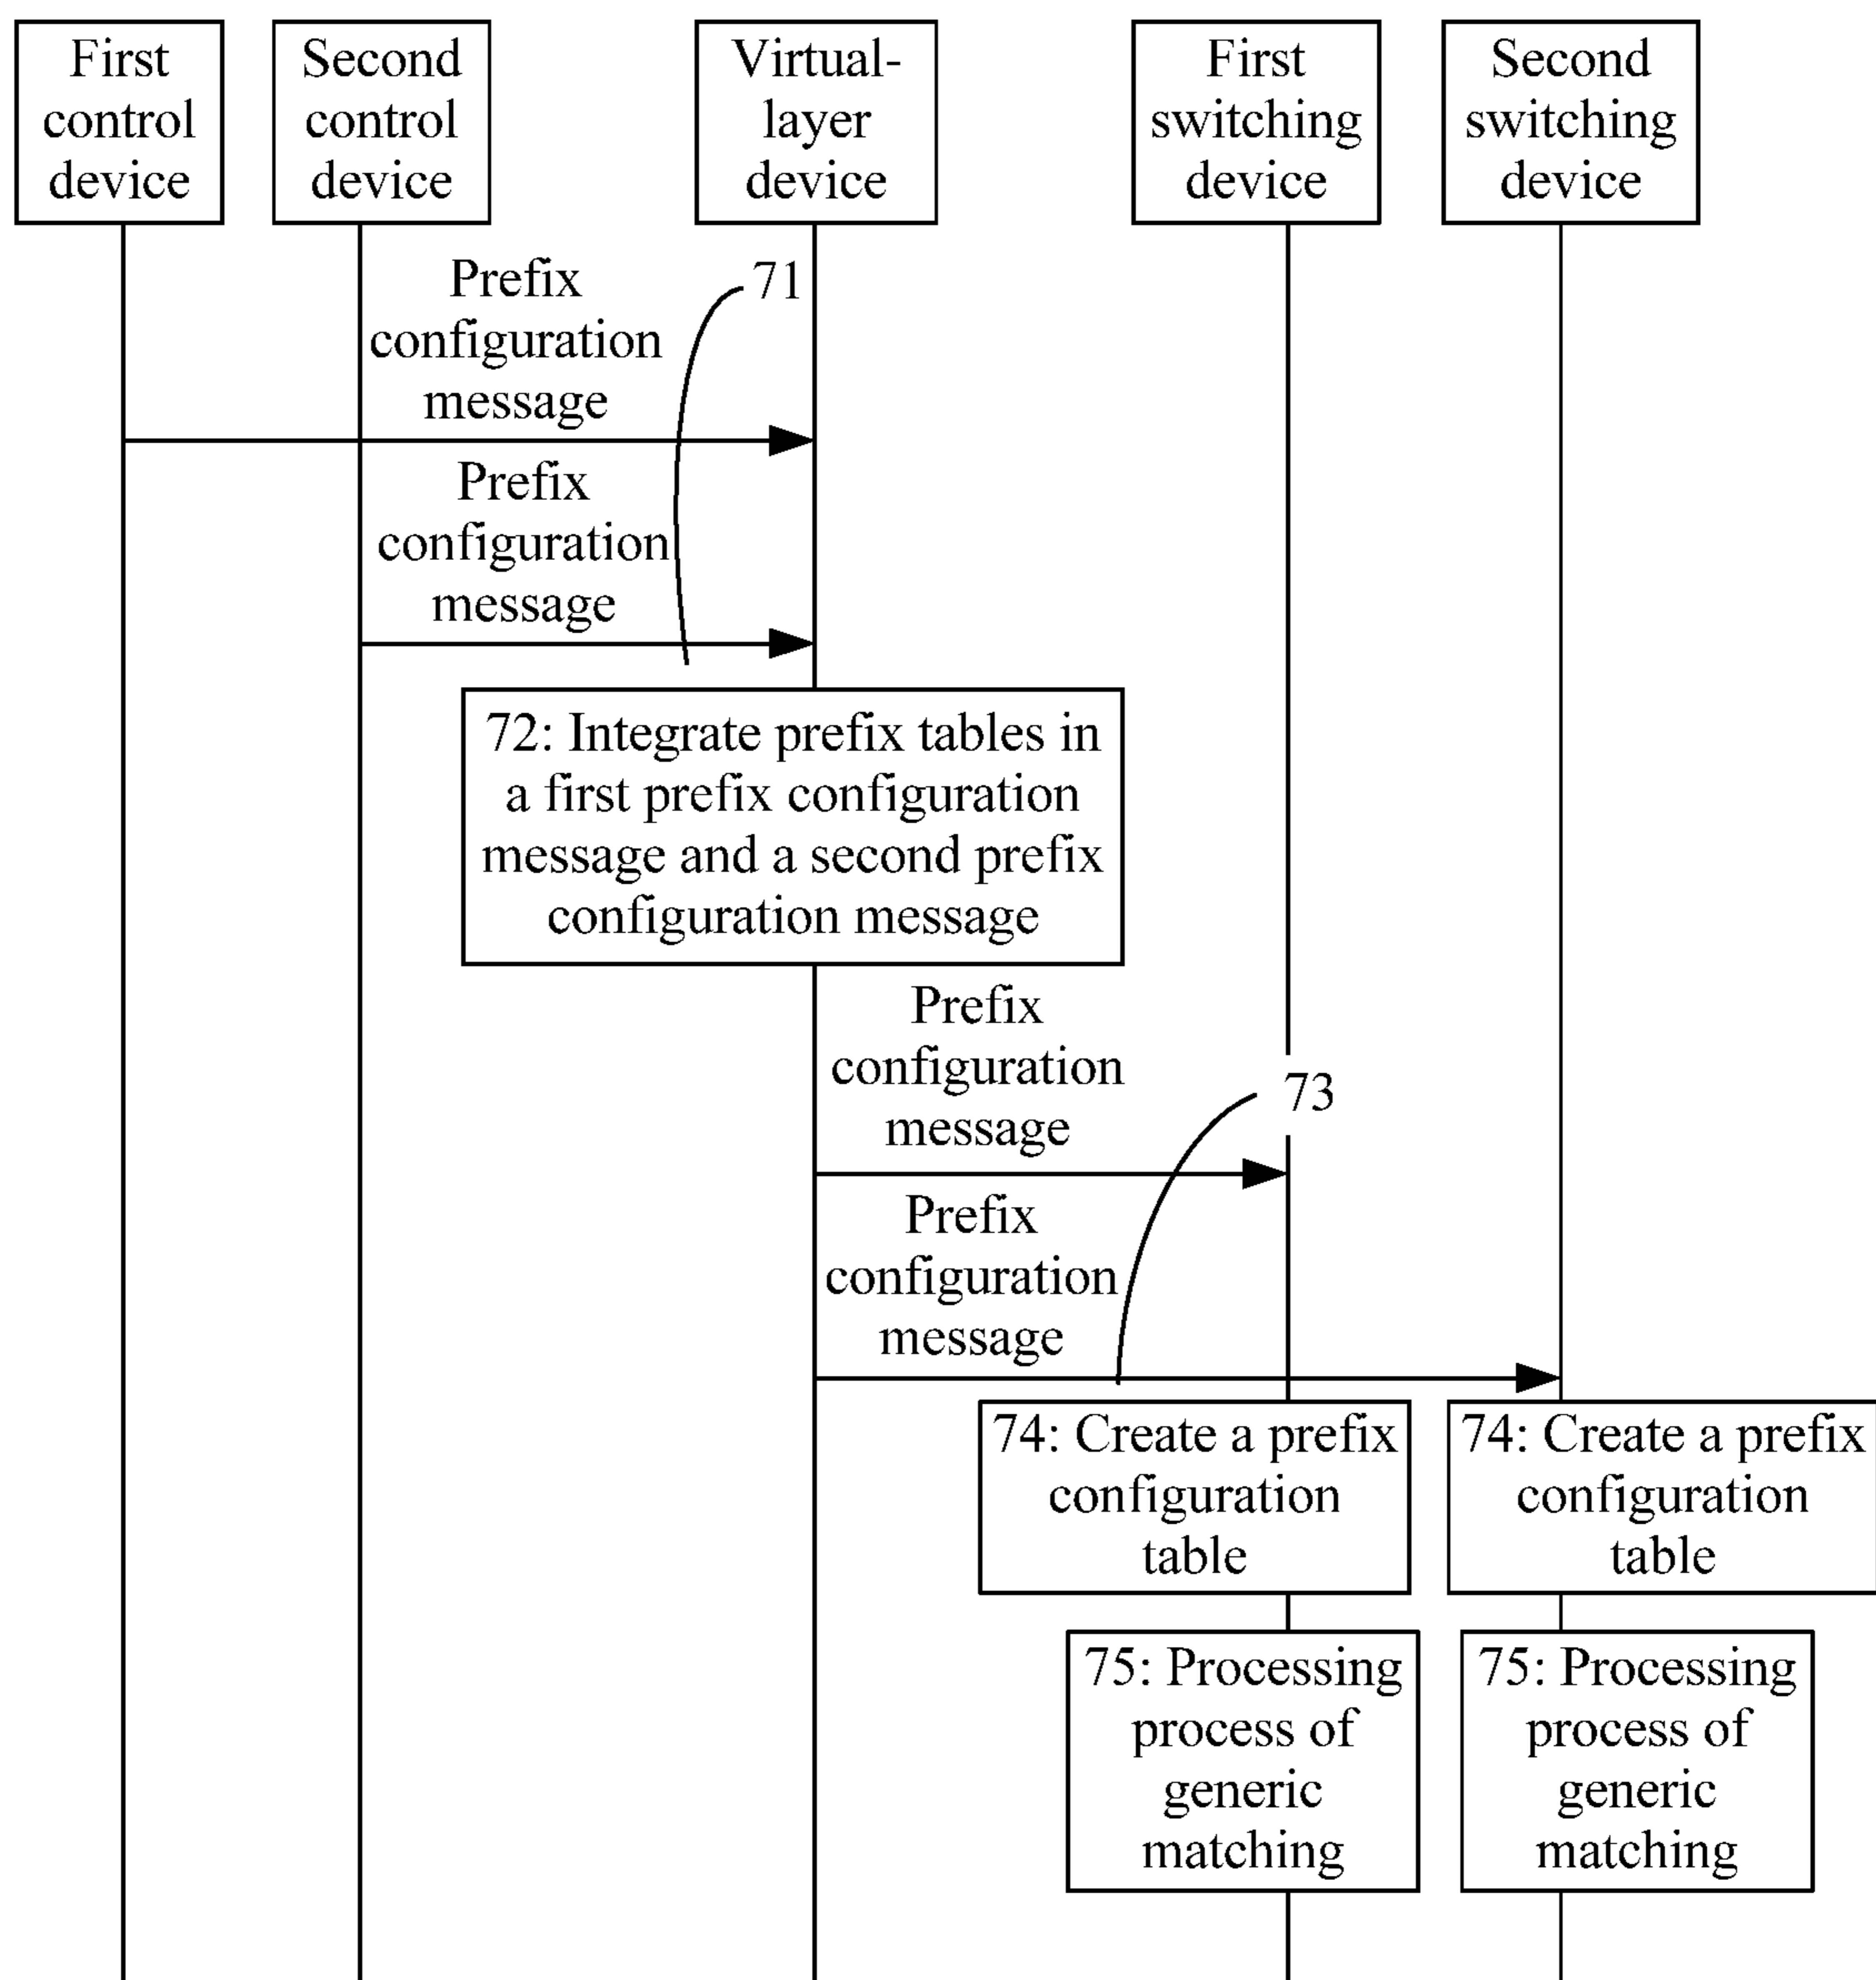 First
control
device
Second
control
device
Virtual-
layer
device
First
switching
device
Second
switching
device
Prefix
configuration
message
71
Prefix
configuration
message
72: Integrate prefix tables in
a first prefix configuration
message and a second prefix
configuration message
Prefix
configuration
message
73
Prefix
configuration
message
74: Create a prefix
configuration
table
74: Create a prefix
configuration
table
75: Processing
process of
generic
matching
75: Processing
process of
generic
matching